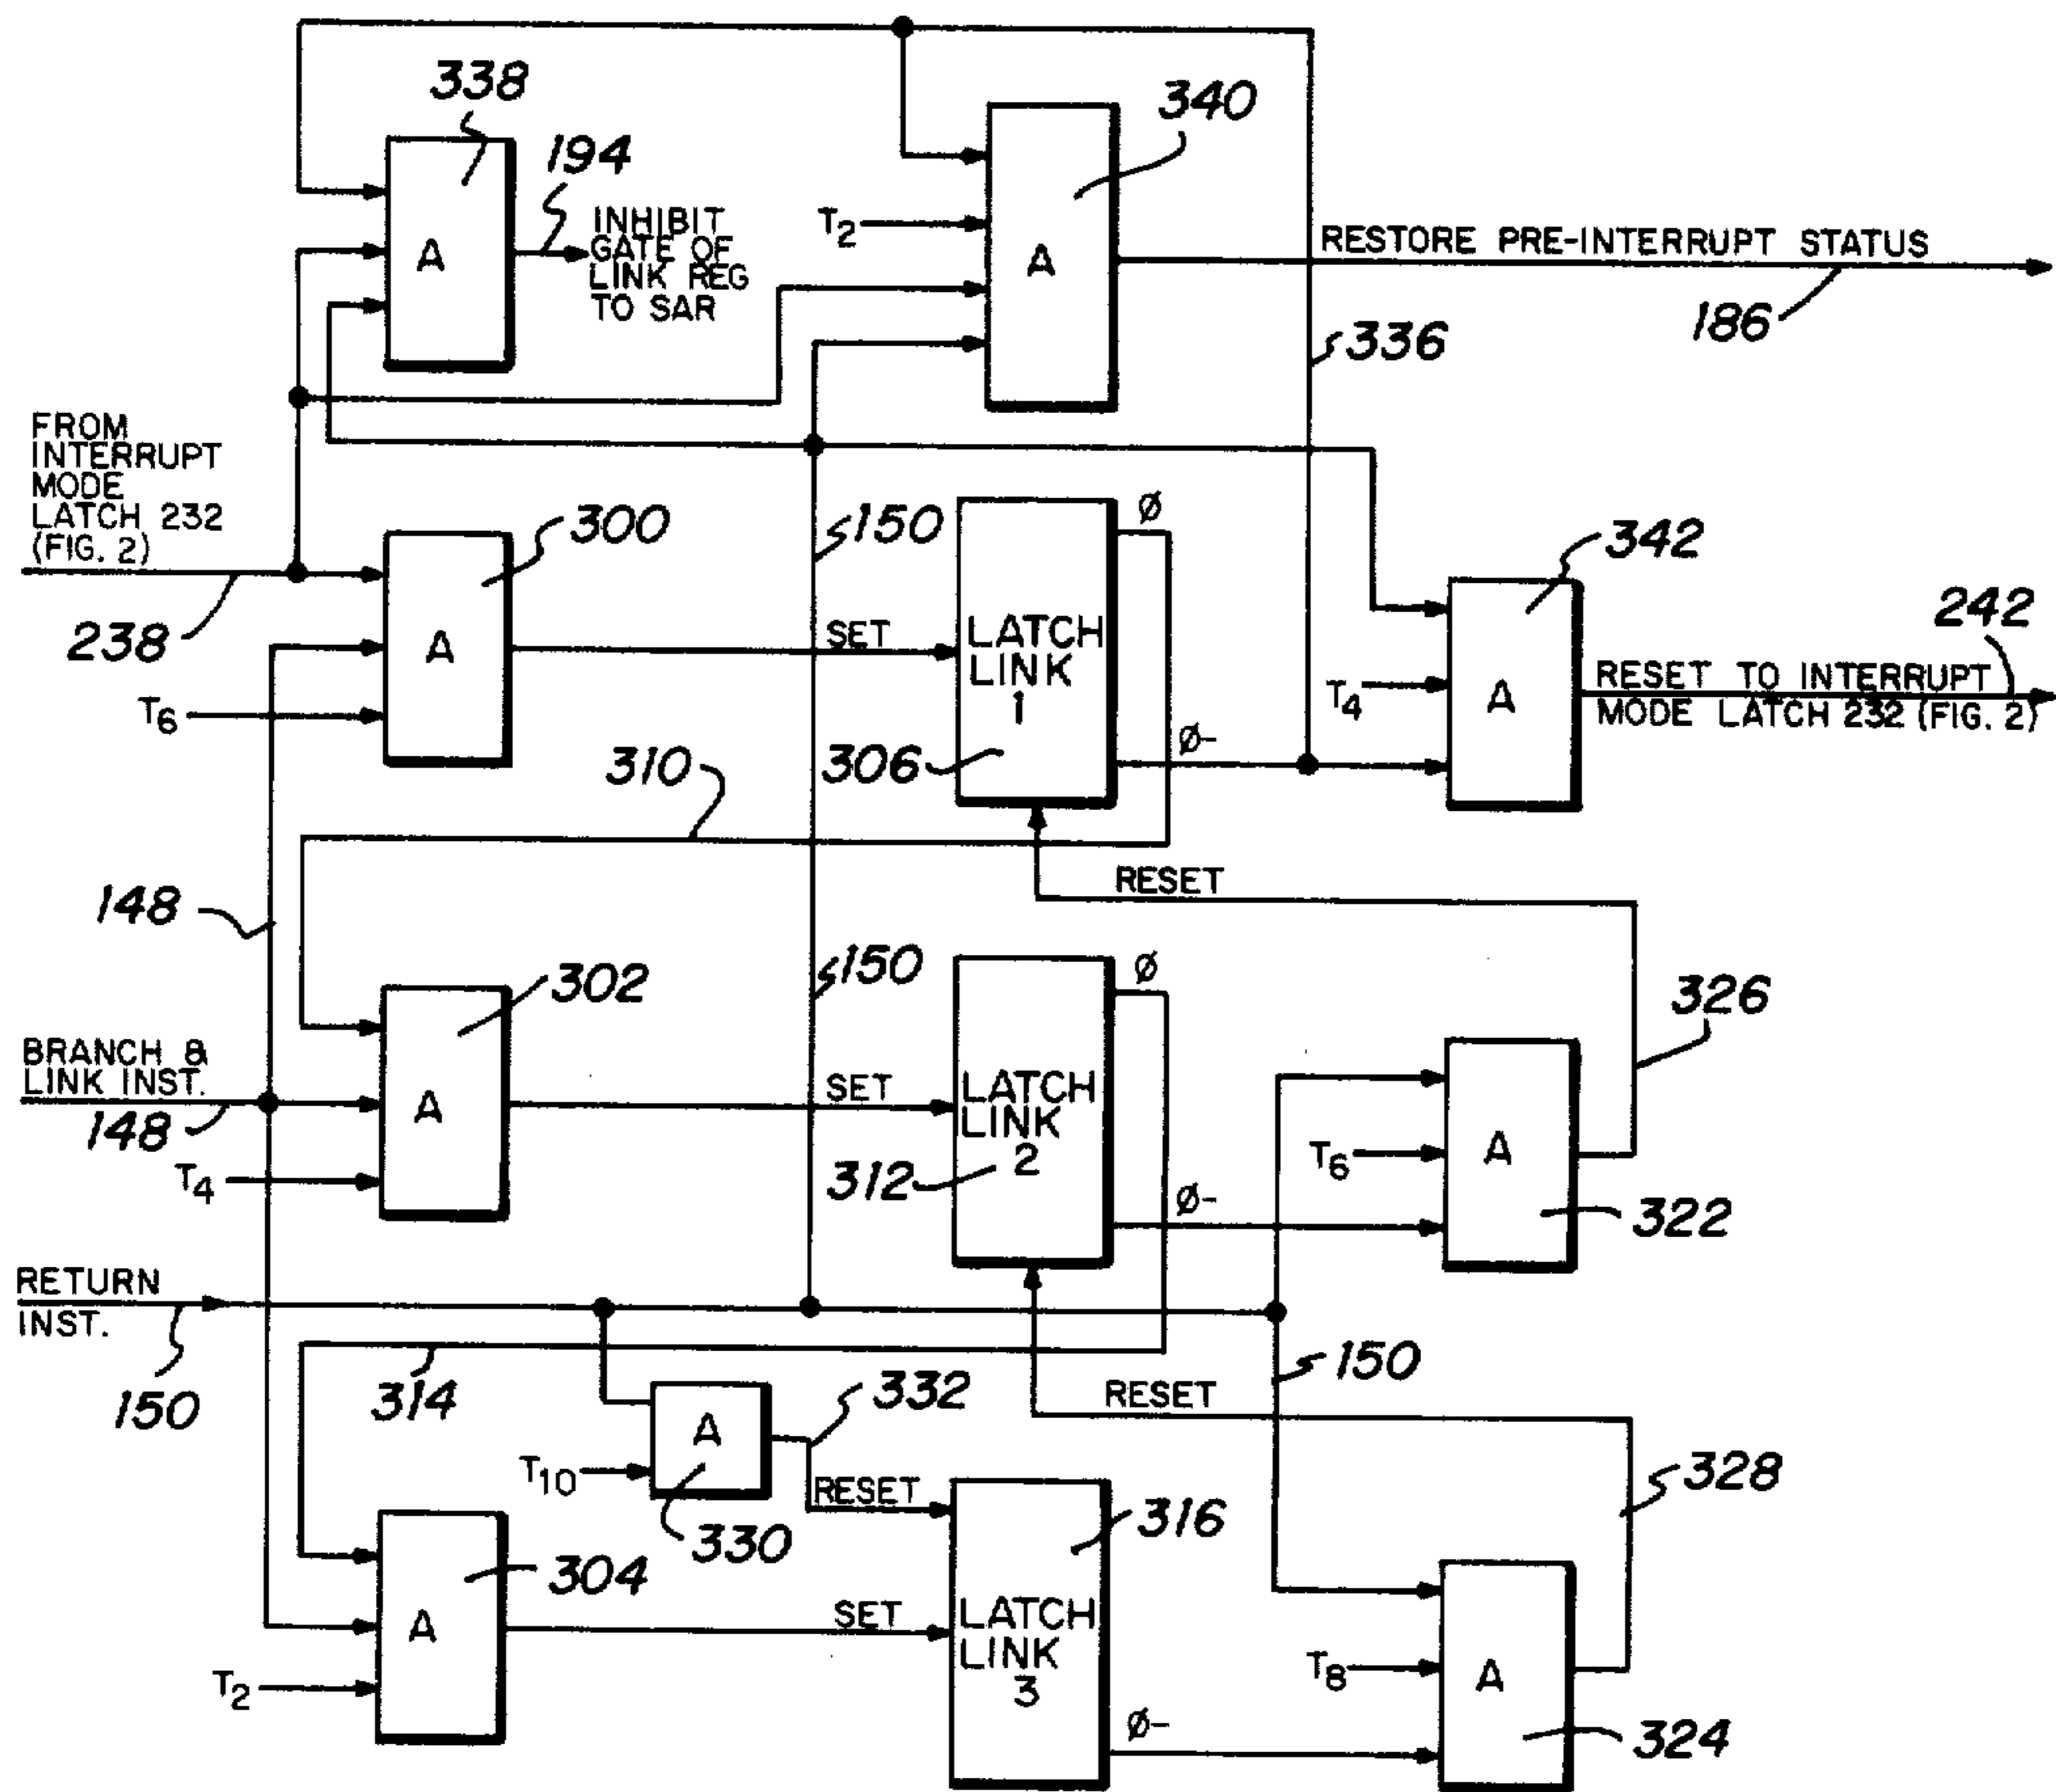 338
340
194
INHIBIT
GATE OF
LINK REG
TO SAR
A
T2
A
RESTORE PRE-INTERRUPT STATUS
186
336
FROM
INTERRUPT
MODE
LATCH 232
(FIG. 2)
238
300
A
T6
SET
150
Ø
LATCH
LINK
1
306
Ø-
342
242
T4
A
RESET TO INTERRUPT
MODE LATCH 232 (FIG. 2)
310
RESET
148
302
150
Ø
326
BRANCH &
LINK INST.
148
A
T4
SET
LATCH
LINK
2
312
Ø-
T6
A
322
RETURN
INST.
150
314
332
RESET
150
A
T10
330
RESET
316
328
304
A
T2
SET
LATCH
LINK
3
Ø-
T8
A
324